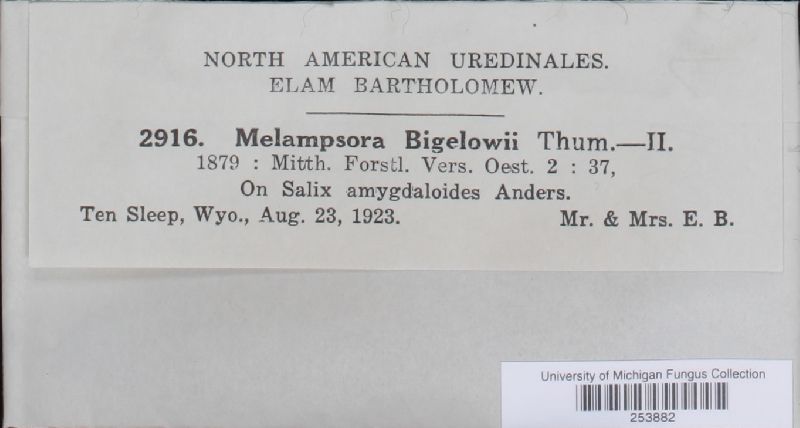 NORTH AMERICAN UREDINALES.
ELAM BARTHOLOMEW.
2916. Melampsora Bigelowii Thum.—II.
1879 : Mitth. Forstl. Vers. Oest. 2 : 37,
On Salix amygdaloides Anders.
Ten Sleep, Wyo., Aug. 23, 1923. Mr. & Mrs. E. B.
University of Michigan Fungus Collection
253882